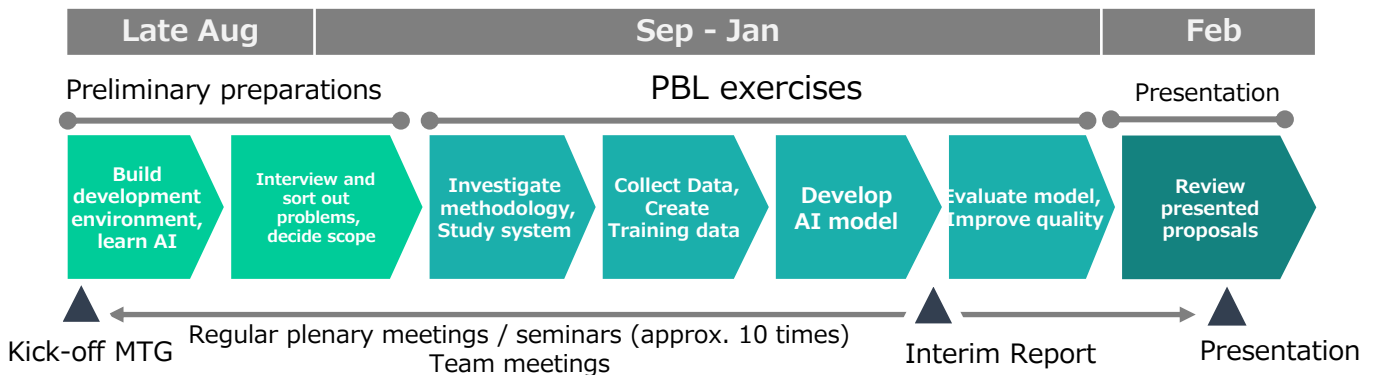 Late Aug
Sep - Jan
Feb
Preliminary preparations
PBL exercises
Presentation
Build
development
environment,
learn AI
Interview and
sort out
problems,
decide scope
Investigate
methodology,
Study system
Collect Data,
Create
Training data
Develop
AI model
Evaluate model,
Improve quality
Review
presented
proposals
Kick-off MTG
Regular plenary meetings / seminars (approx. 10 times)
Team meetings
Interim Report
Presentation